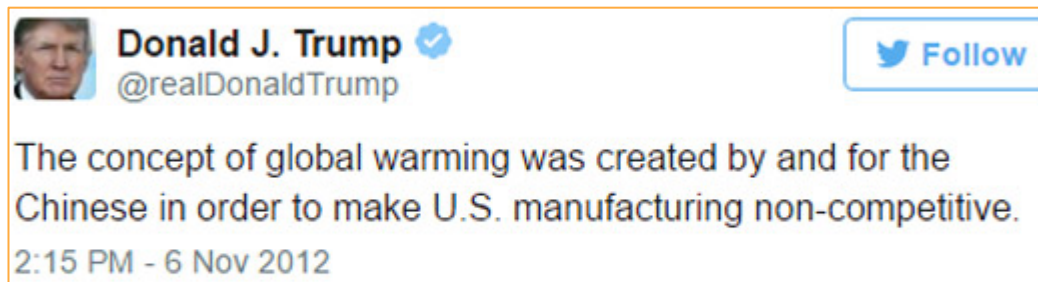 Donald J. Trump
Follow
@realDonaldTrump
The concept of global warming was created by and for the
Chinese in order to make U.S. manufacturing non-competitive.
2:15 PM - 6 Nov 2012